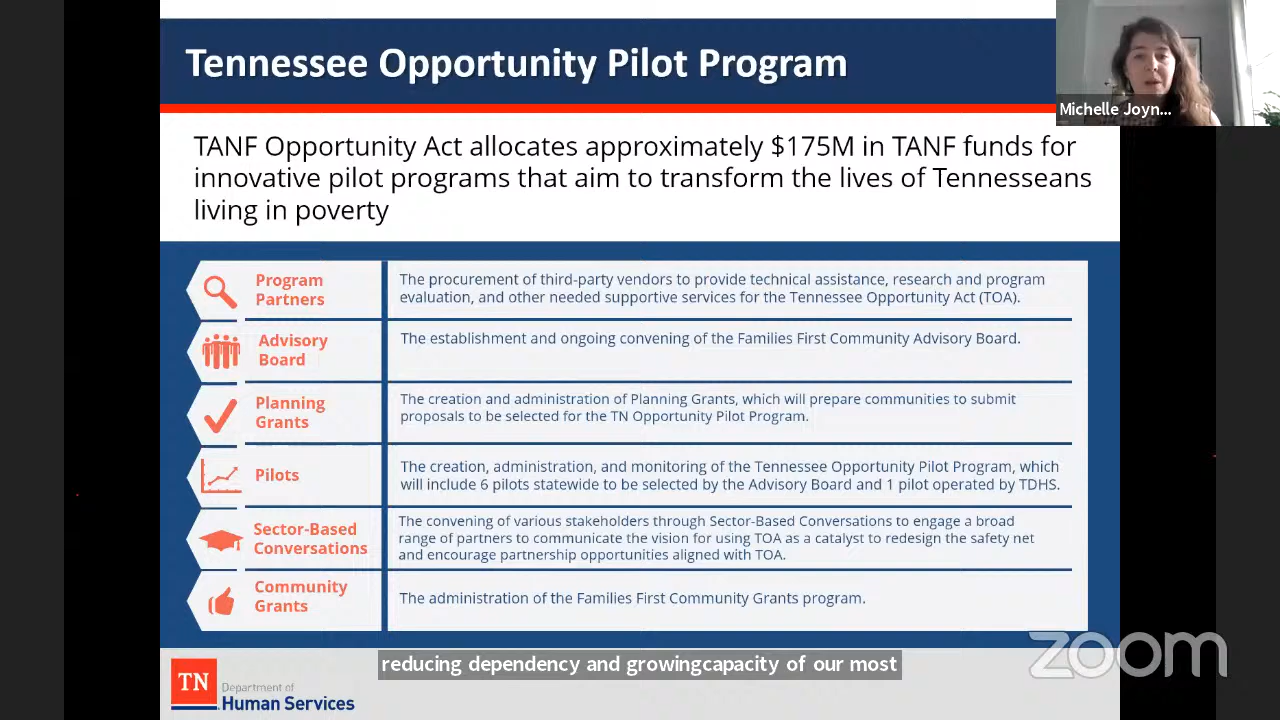 Tennessee Opportunity Pilot Program
Michelle Joyn...
TANF Opportunity Act allocates approximately $175M in TANF funds for
innovative pilot programs that aim to transform the lives of Tennesseans
living in poverty
Program
Partners
The procurement of third-party vendors to provide technical assistance, research and program
evaluation, and other needed supportive services for the Tennessee Opportunity Act (TOA).
Advisory
Board
The establishment and ongoing convening of the Families First Community Advisory Board.
Planning
Grants
The creation and administration of Planning Grants, which will prepare communities to submit
proposals to be selected for the TN Opportunity Pilot Program.
Pilots
The creation, administration, and monitoring of the Tennessee Opportunity Pilot Program, which
will include 6 pilots statewide to be selected by the Advisory Board and 1 pilot operated by TDHS.
Sector-Based
Conversations
The convening of various stakeholders through Sector-Based Conversations to engage a broad
range of partners to communicate the vision for using TOA as a catalyst to redesign the safety net
and encourage partnership opportunities aligned with TOA.
Community
Grants
The administration of the Families First Community Grants program.
reducing dependency and growingcapacity of our most
zoom
TN
Department of
Human Services